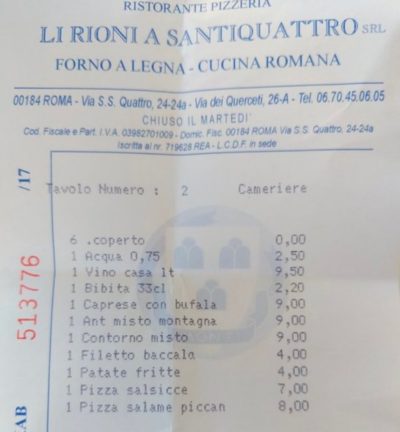 RISTORANTE PIZZERIA
LI RIONI A SANTIQUATTRO SRL
FORNO A LEGNA - CUCINA ROMANA
00184 ROMA - Via S.S. Quattro, 24-24a - Via dei Querceti, 26-A - Tel. 06.70.45.06.05
CHIUSO IL MARTEDI'
Cod. Fiscale e Part. I.V.A. 03982701009 - Domic. Fisc. 00184 ROMA Via S.S. Quattro, 24-24a
Iscritta al nr. 719628 REA - L.C.D.F. in sede
/17
513776
AB
Tavolo Numero : 2 Cameriere
6 .coperto 0,00
1 Acqua 0,75 2,50
1 Vino casa lt 9,50
1 Bibita 33cl 2,20
1 Caprese con bufala 9,00
1 Ant misto montagna 9,00
1 Contorno misto 9,00
1 Filetto baccala 4,00
1 Patate fritte 4,00
1 Pizza salsicce 7,00
1 Pizza salame piccan 8,00